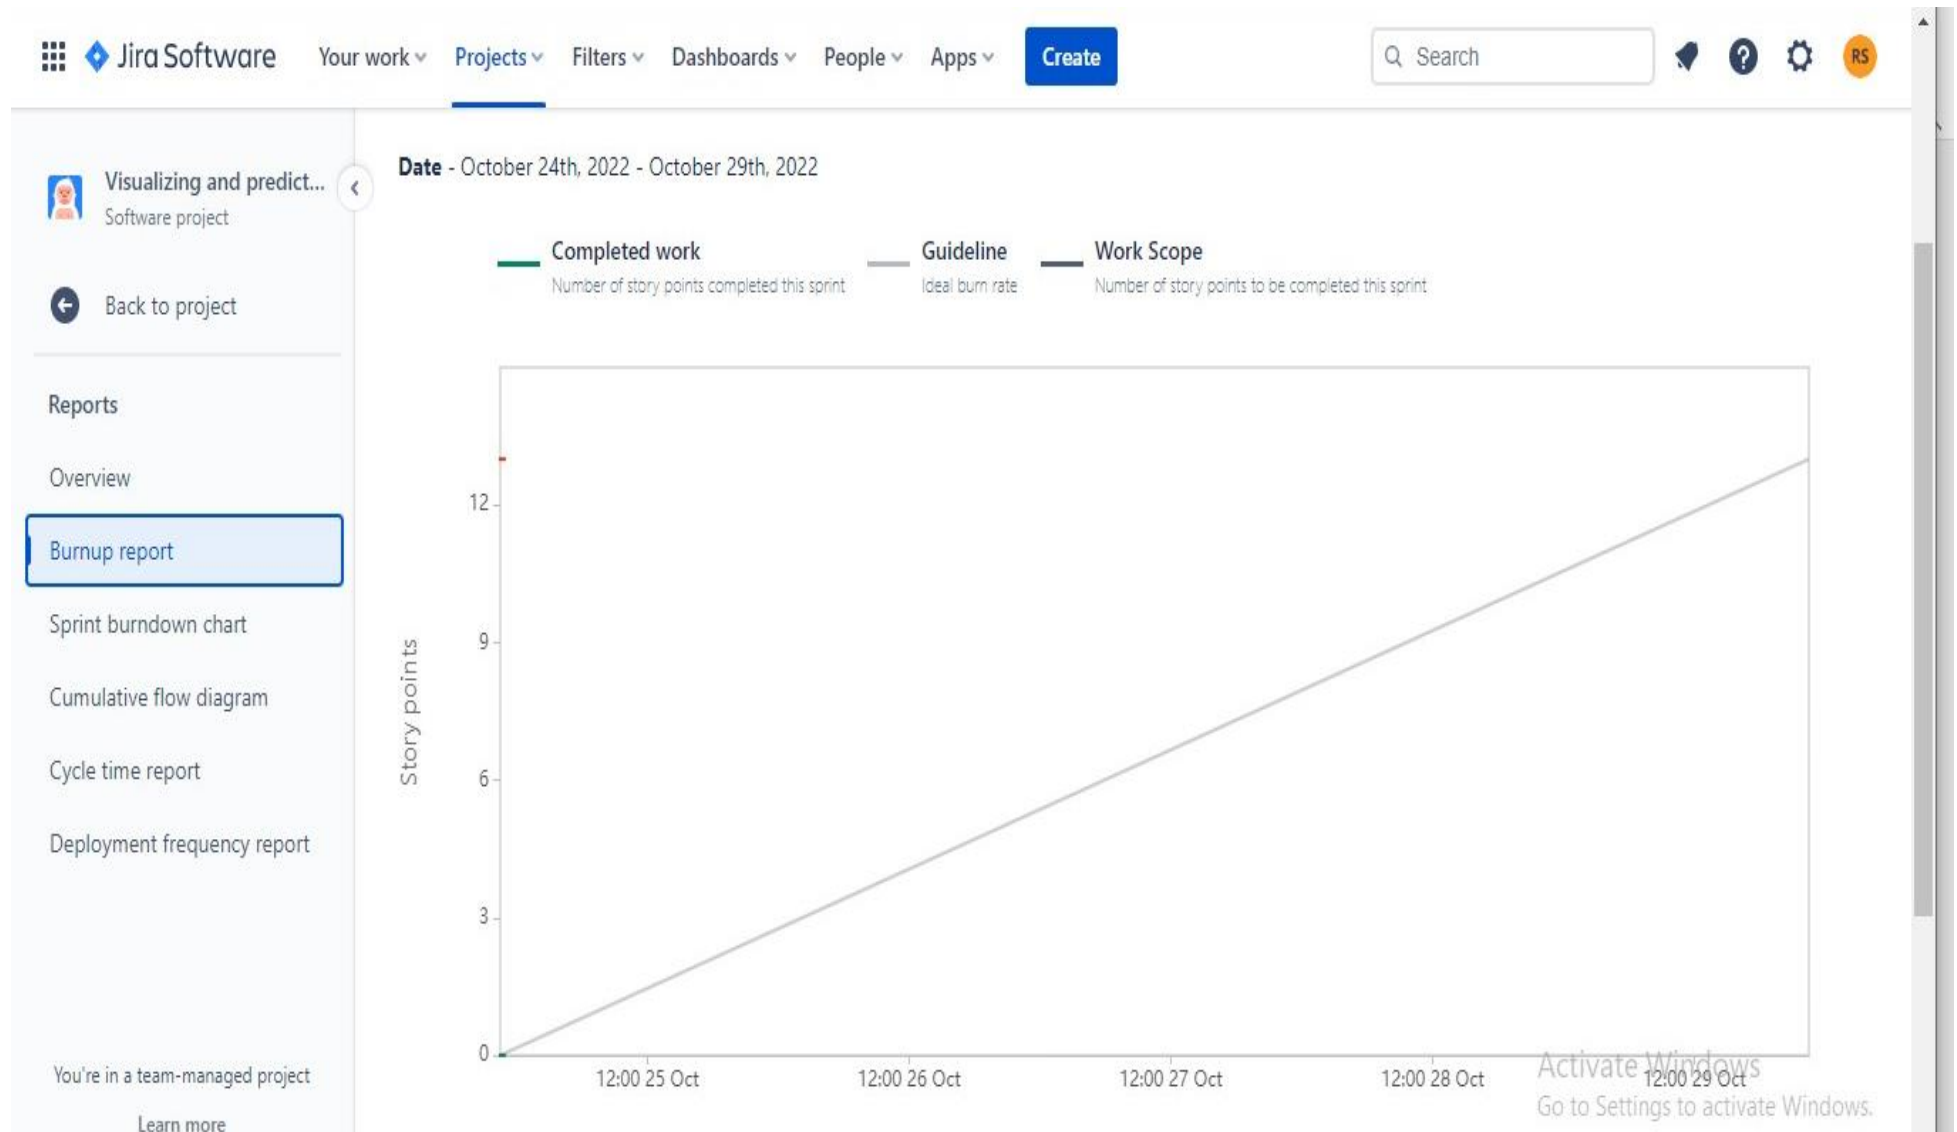 Jira Software Your work Projects Filters Dashboards People Apps Create Search RS
Visualizing and predict...
Software project
Back to project
Reports
Overview
Burnup report
Sprint burndown chart
Cumulative flow diagram
Cycle time report
Deployment frequency report
You're in a team-managed project
Learn more
Date - October 24th, 2022 - October 29th, 2022
Completed work
Number of story points completed this sprint
Guideline
Ideal burn rate
Work Scope
Number of story points to be completed this sprint
Story points
12
9
6
3
0
12:00 25 Oct 12:00 26 Oct 12:00 27 Oct 12:00 28 Oct 12:00 29 Oct
Activate Windows
Go to Settings to activate Windows.